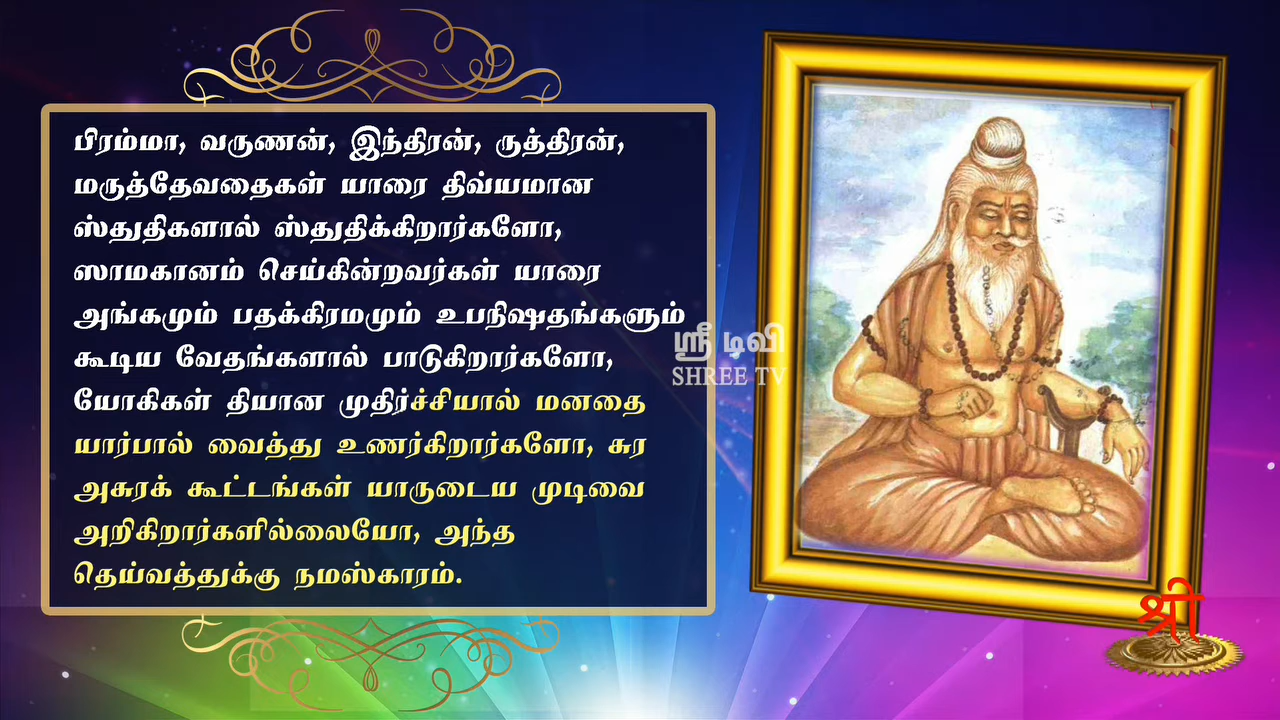 பிரம்மா, வருணன், இந்திரன், ருத்திரன்,
மருத்தேவதைகள் யாரை திவ்யமான
ஸ்துதிகளால் ஸ்துதிக்கிறார்களோ,
ஸாமகானம் செய்கின்றவர்கள் யாரை
அங்கமும் பதக்கிரமமும் உபநிஷதங்களும்
கூடிய வேதங்களால் பாடுகிறார்களோ,
யோகிகள் தியான முதிர்ச்சியால் மனதை
யார்பால் வைத்து உணர்கிறார்களோ, சுர
அசுரக் கூட்டங்கள் யாருடைய முடிவை
அறிகிறார்களில்லையோ, அந்த
தெய்வத்துக்கு நமஸ்காரம்.
ஸ்ரீ டிவி
SHREE TV
श्री